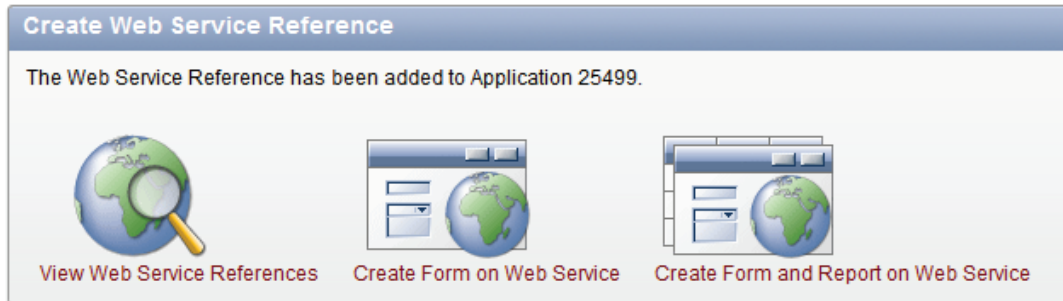 Create Web Service Reference
The Web Service Reference has been added to Application 25499.
View Web Service References
Create Form on Web Service
Create Form and Report on Web Service